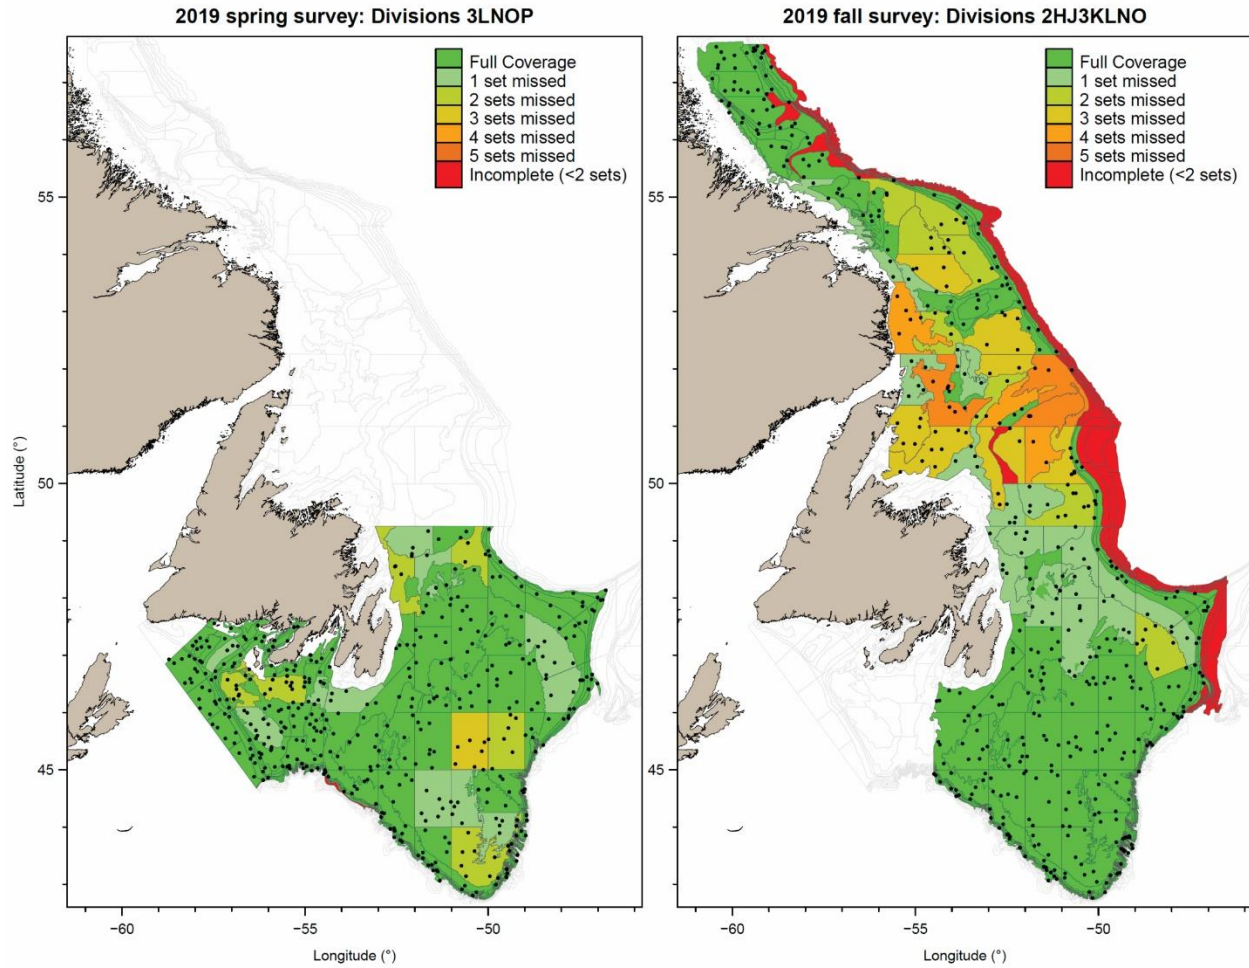 2019 spring survey: Divisions 3LNOP
Full Coverage
1 set missed
2 sets missed
3 sets missed
4 sets missed
5 sets missed
Incomplete (<2 sets)
Latitude (°)
55
50
45
−60
−55
−50
Longitude (°)
2019 fall survey: Divisions 2HJ3KLNO
Full Coverage
1 set missed
2 sets missed
3 sets missed
4 sets missed
5 sets missed
Incomplete (<2 sets)
55
50
45
−60
−55
−50
Longitude (°)